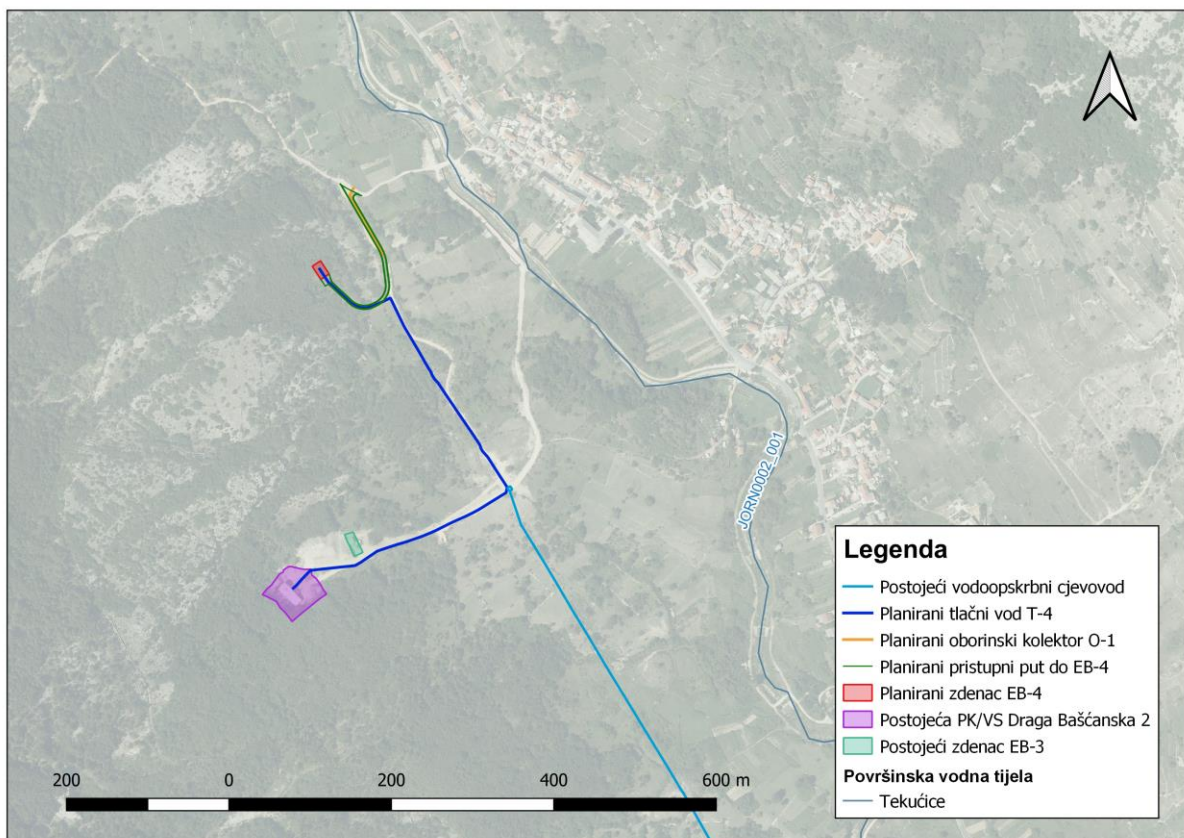 JORN0002_001
Legenda
Postojeći vodoopskrbni cjevovod
Planirani tlačni vod T-4
Planirani oborinski kolektor O-1
Planirani pristupni put do EB-4
Planirani zdenac EB-4
Postojeća PK/VS Draga Bašćanska 2
Postojeći zdenac EB-3
Površinska vodna tijela
Tekućice
200 0 200 400 600 m